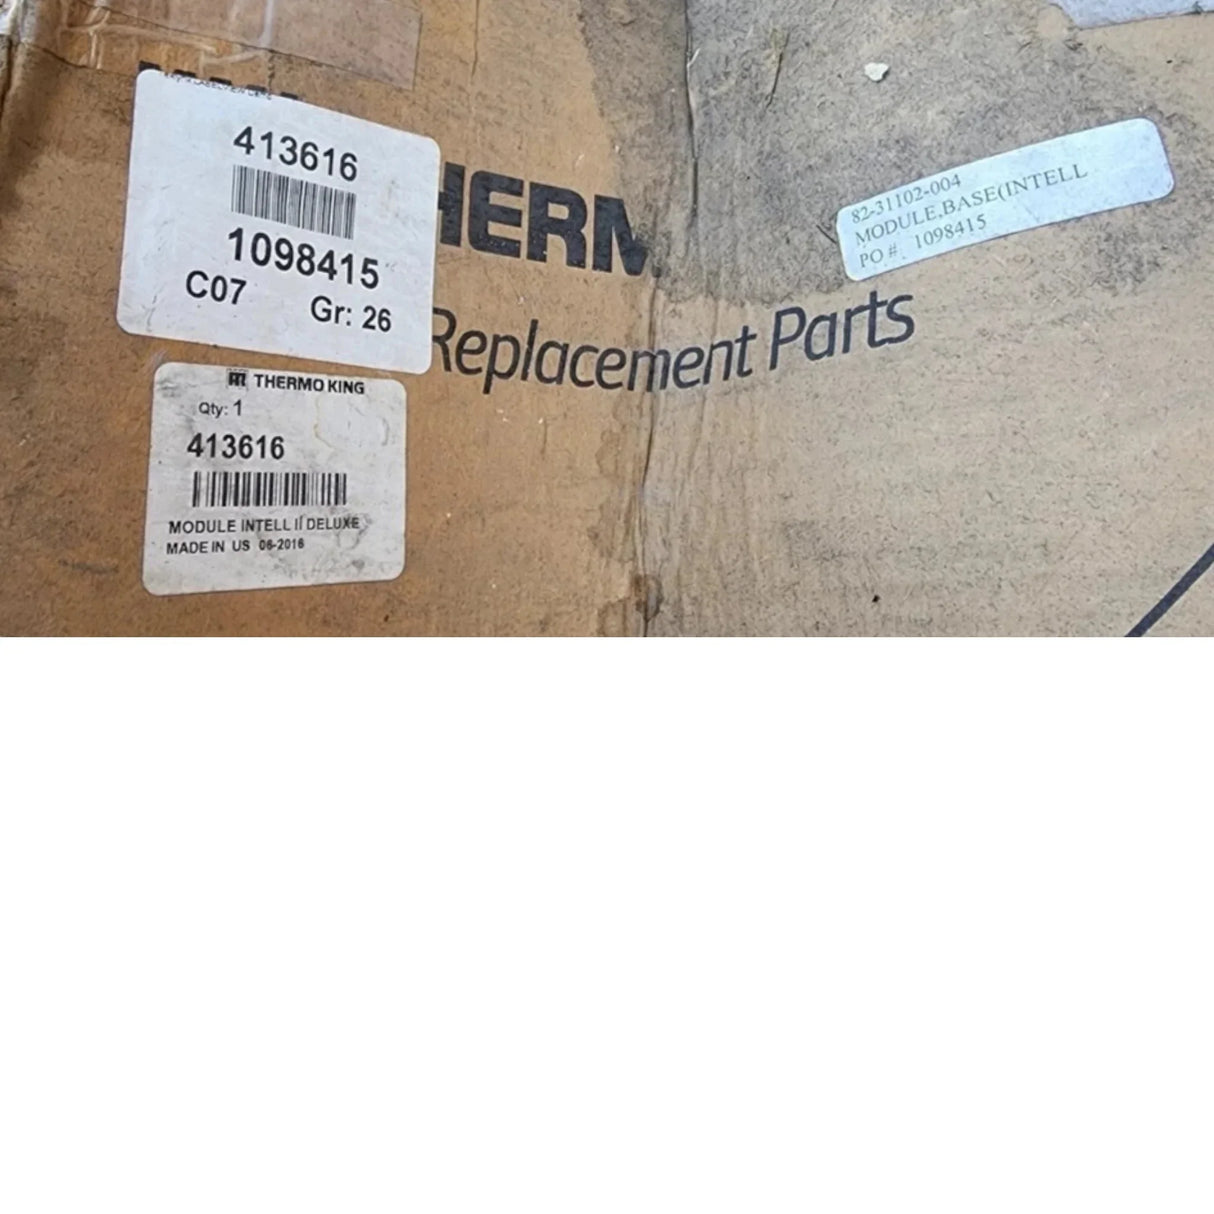 413616
1098415
C07 Gr: 26
HERM
Replacement Parts
82-31102-004
MODULE,BASE(INTELL
PO # 1098415
THERMO KING
Qty: 1
413616
MODULE INTELL II DELUXE
MADE IN US 06-2016